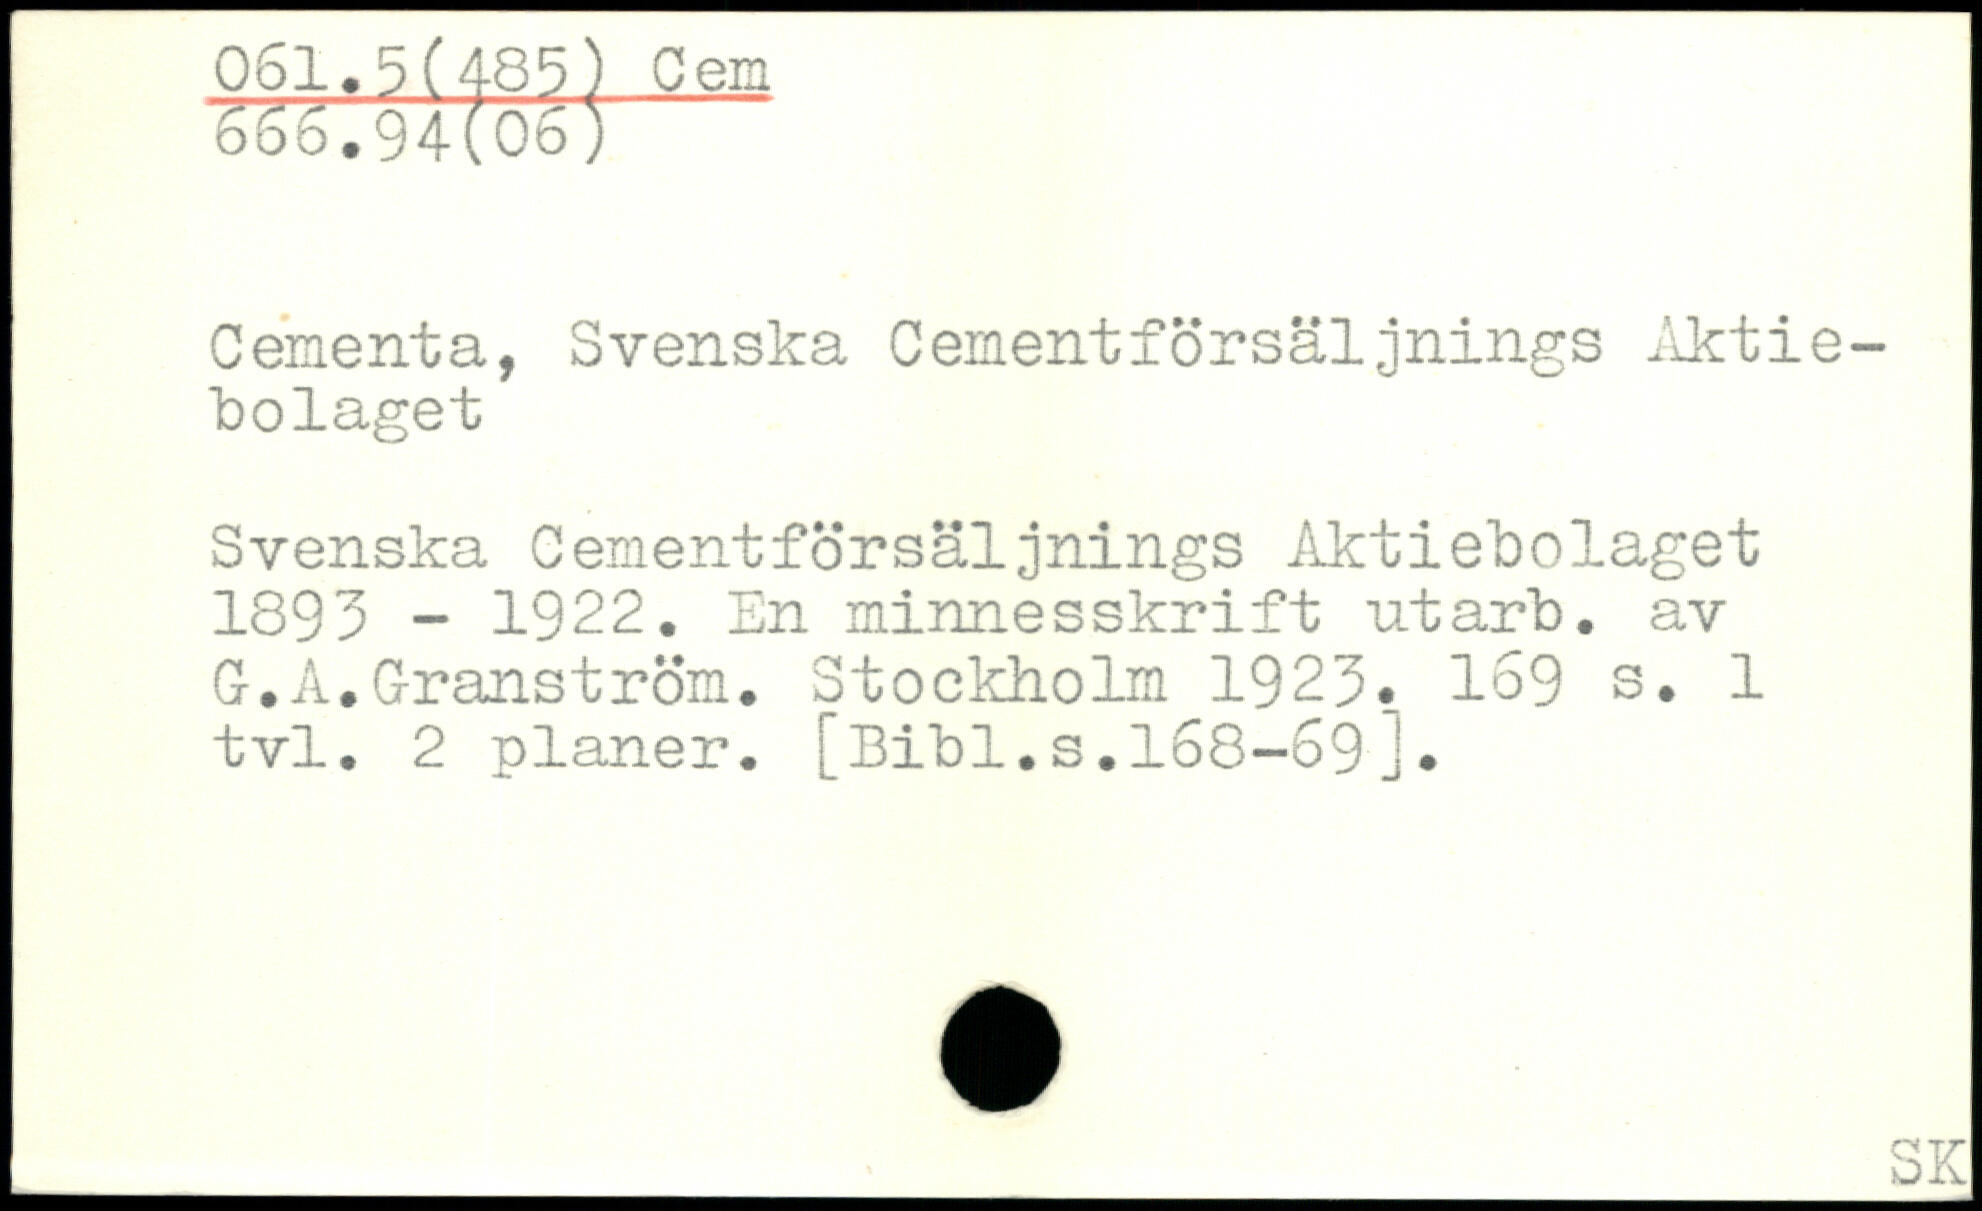 061.5(485) Cem
666.94(06)
Cementa, Svenska Cementförsäljnings Aktie-
bolaget
Svenska Cementförsäljnings Aktiebolaget
1893 - 1922. En minnesskrift utarb. av
G.A.Granström. Stockholm 1923. 169 s. 1
tvl. 2 planer. [Bibl.s.168-69].
SK